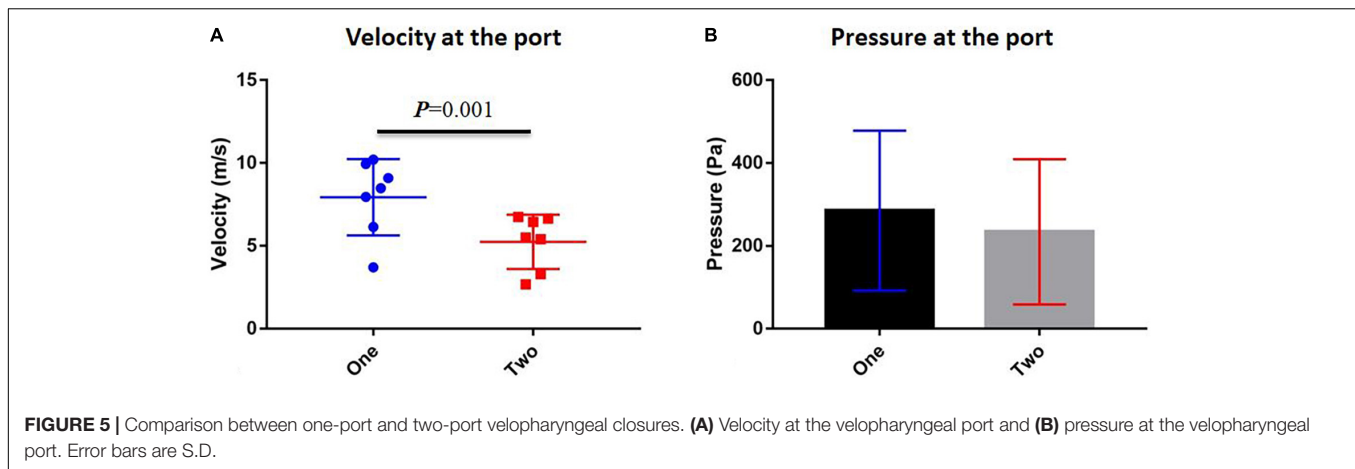 A
Velocity at the port
15
10
5
0
Velocity (m/s)
P=0.001
One
Two
B
Pressure at the port
600
400
200
0
Pressure (Pa)
One
Two
FIGURE 5 | Comparison between one-port and two-port velopharyngeal closures. (A) Velocity at the velopharyngeal port and (B) pressure at the velopharyngeal
port. Error bars are S.D.